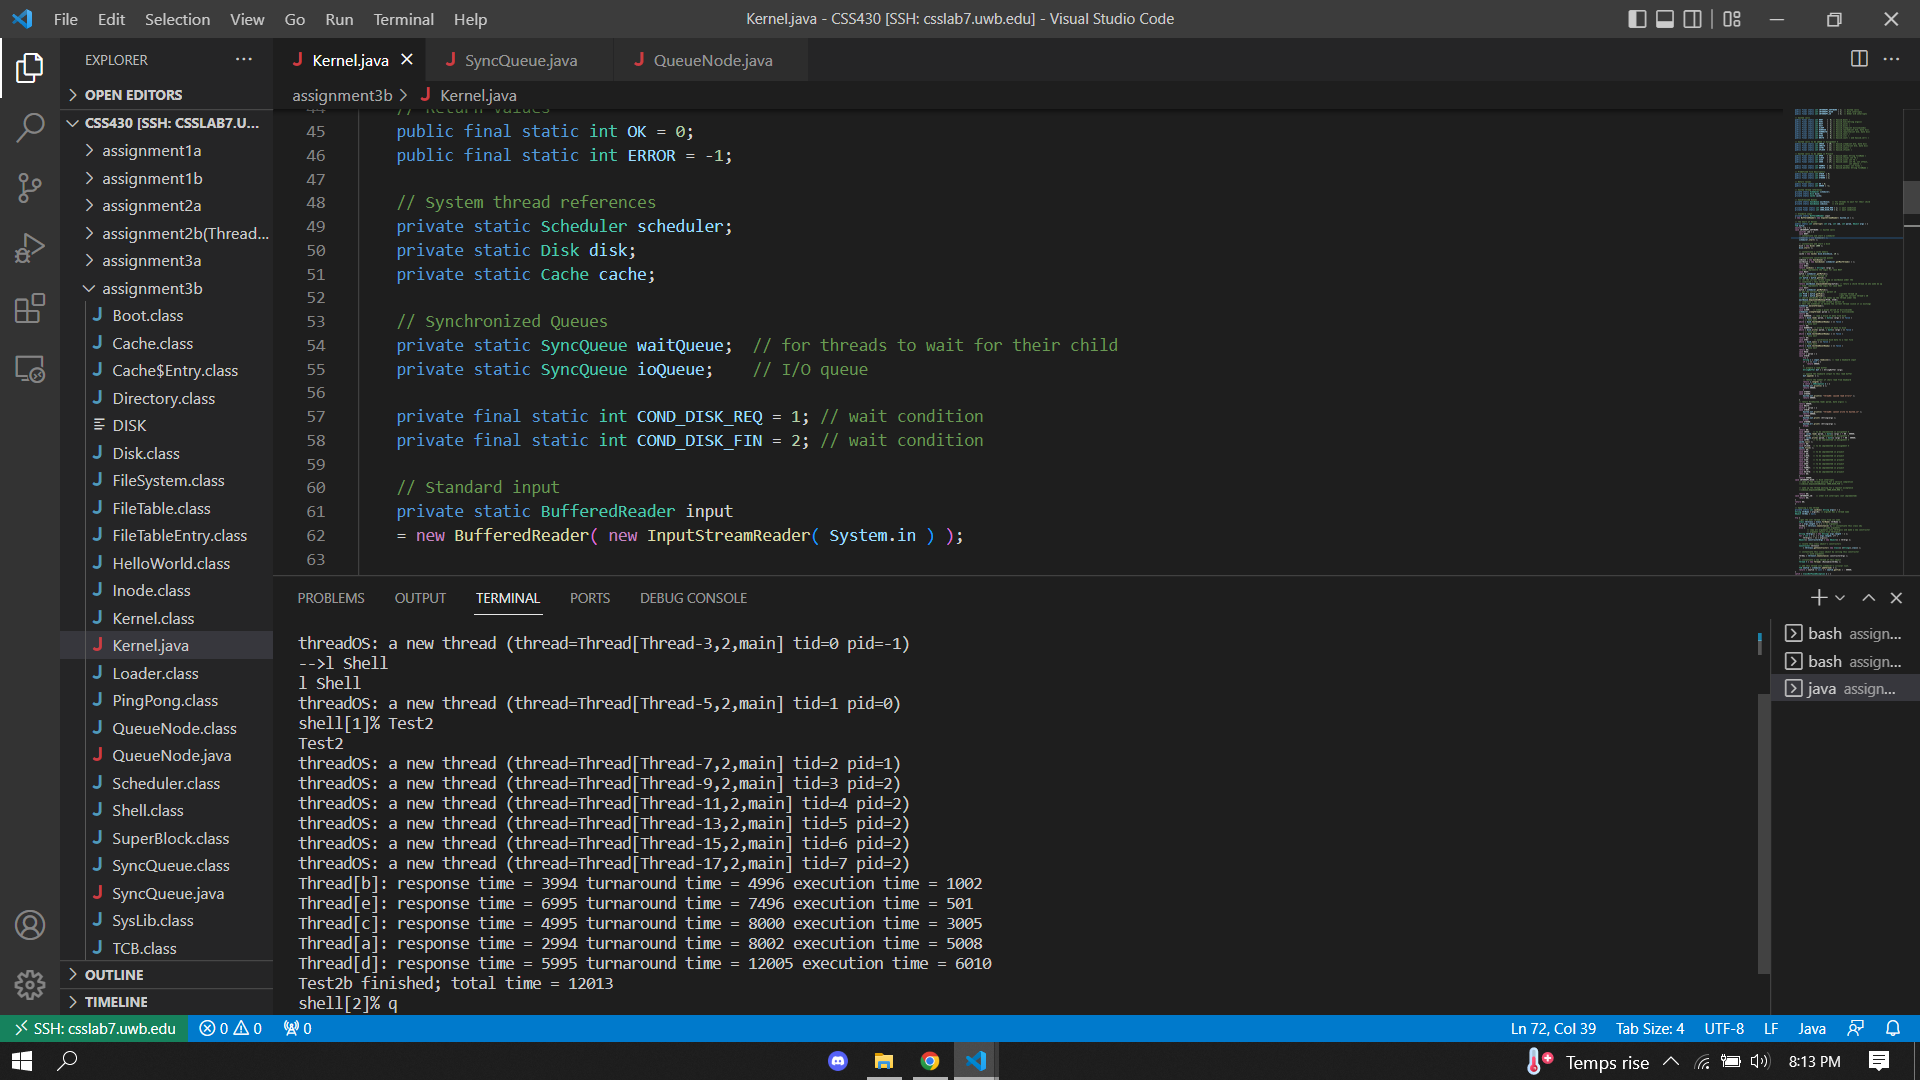 File Edit Selection View Go Run Terminal Help
Kernel.java - CSS430 [SSH: csslab7.uwb.edu] - Visual Studio Code
EXPLORER
OPEN EDITORS
CSS430 [SSH: CSSLAB7.U...
assignment1a
assignment1b
assignment2a
assignment2b(Thread...
assignment3a
assignment3b
Boot.class
Cache.class
Cache$Entry.class
Directory.class
DISK
Disk.class
FileSystem.class
FileTable.class
FileTableEntry.class
HelloWorld.class
Inode.class
Kernel.class
Kernel.java
Loader.class
PingPong.class
QueueNode.class
QueueNode.java
Scheduler.class
Shell.class
SuperBlock.class
SyncQueue.class
SyncQueue.java
SysLib.class
TCB.class
OUTLINE
TIMELINE
Kernel.java
SyncQueue.java
QueueNode.java
assignment3b > Kernel.java
44 // Return values
45 public final static int OK = 0;
46 public final static int ERROR = -1;
47
48 // System thread references
49 private static Scheduler scheduler;
50 private static Disk disk;
51 private static Cache cache;
52
53 // Synchronized Queues
54 private static SyncQueue waitQueue;  // for threads to wait for their child
55 private static SyncQueue ioQueue;    // I/O queue
56
57 private final static int COND_DISK_REQ = 1; // wait condition
58 private final static int COND_DISK_FIN = 2; // wait condition
59
60 // Standard input
61 private static BufferedReader input
62 = new BufferedReader( new InputStreamReader( System.in ) );
63
PROBLEMS OUTPUT TERMINAL PORTS DEBUG CONSOLE
threadOS: a new thread (thread=Thread[Thread-3,2,main] tid=0 pid=-1)
-->l Shell
l Shell
threadOS: a new thread (thread=Thread[Thread-5,2,main] tid=1 pid=0)
shell[1]% Test2
Test2
threadOS: a new thread (thread=Thread[Thread-7,2,main] tid=2 pid=1)
threadOS: a new thread (thread=Thread[Thread-9,2,main] tid=3 pid=2)
threadOS: a new thread (thread=Thread[Thread-11,2,main] tid=4 pid=2)
threadOS: a new thread (thread=Thread[Thread-13,2,main] tid=5 pid=2)
threadOS: a new thread (thread=Thread[Thread-15,2,main] tid=6 pid=2)
threadOS: a new thread (thread=Thread[Thread-17,2,main] tid=7 pid=2)
Thread[b]: response time = 3994 turnaround time = 4996 execution time = 1002
Thread[e]: response time = 6995 turnaround time = 7496 execution time = 501
Thread[c]: response time = 4995 turnaround time = 8000 execution time = 3005
Thread[a]: response time = 2994 turnaround time = 8002 execution time = 5008
Thread[d]: response time = 5995 turnaround time = 12005 execution time = 6010
Test2b finished; total time = 12013
shell[2]% q
bash assign...
bash assign...
java assign...
SSH: csslab7.uwb.edu 0 0 0
Ln 72, Col 39 Tab Size: 4 UTF-8 LF Java
Temps rise 8:13 PM